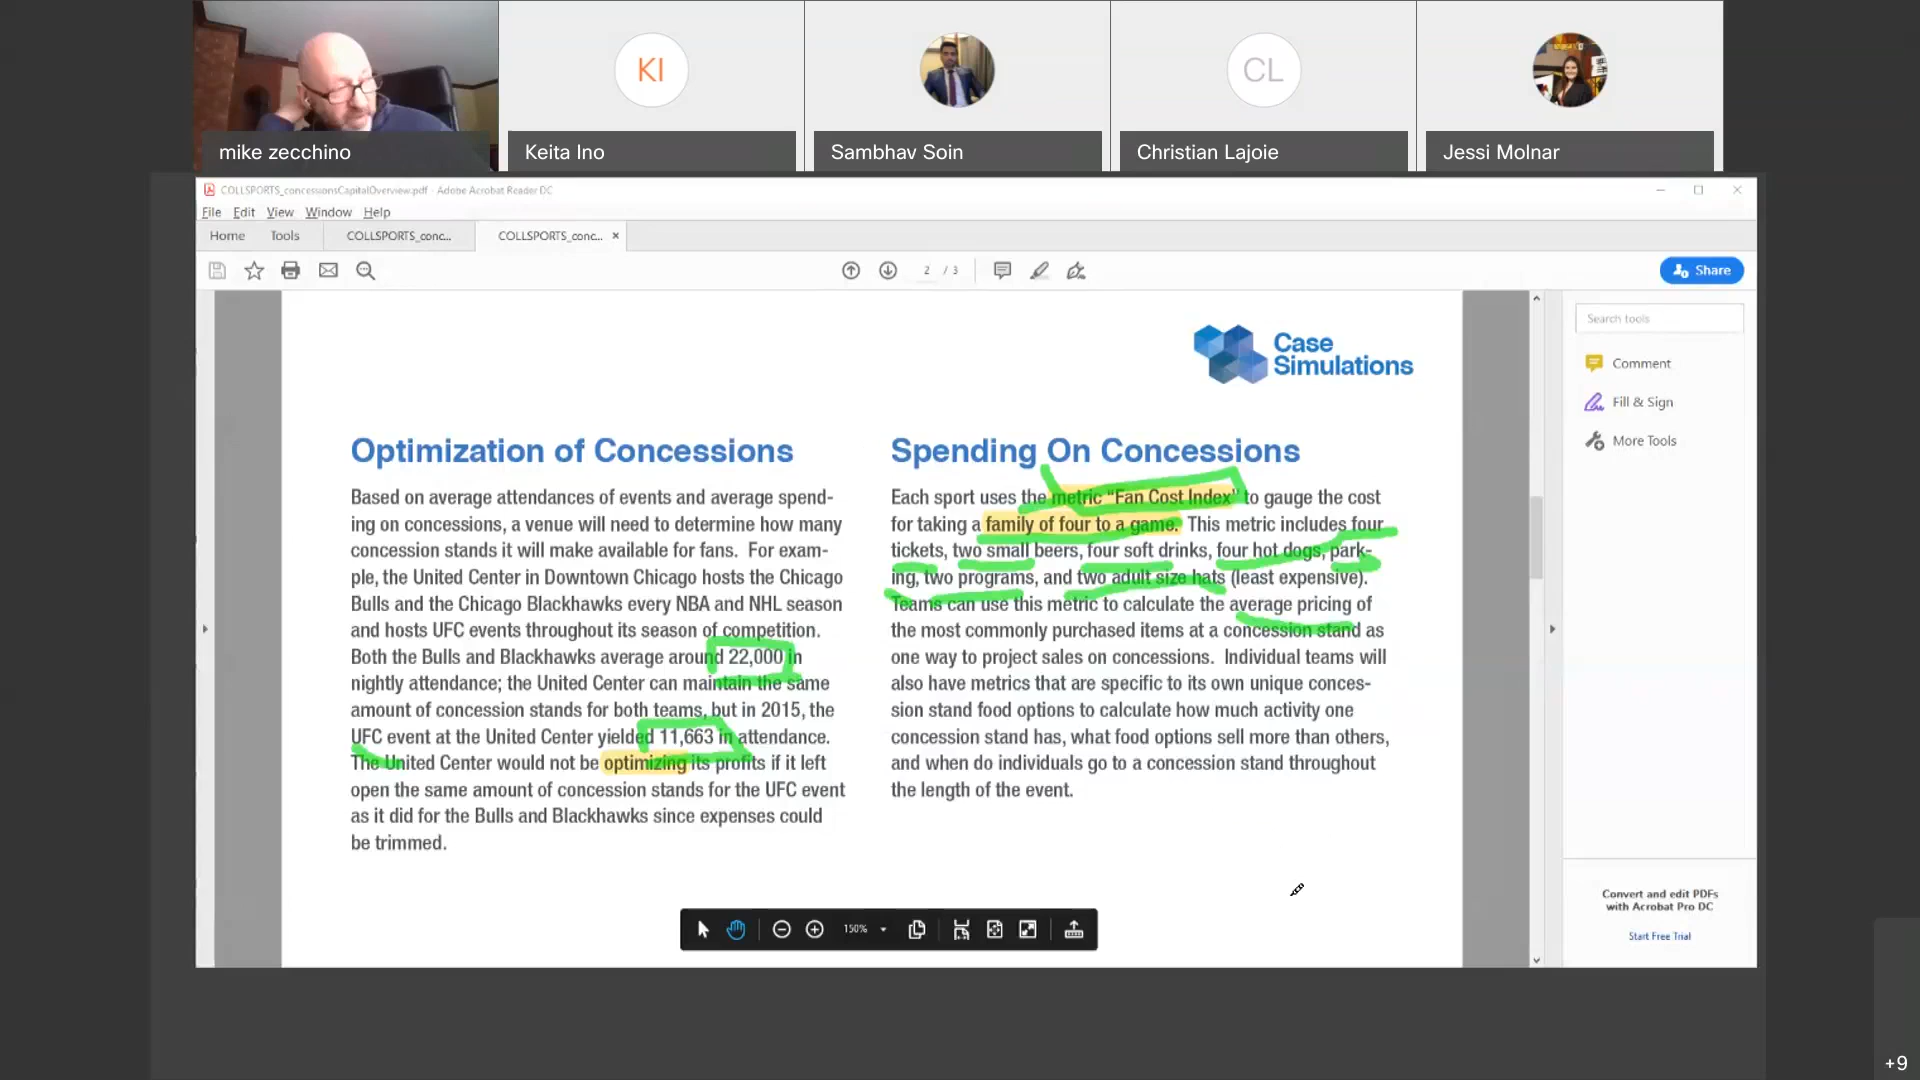 KI
CL
mike zecchino
Keita Ino
Sambhav Soin
Christian Lajoie
Jessi Molnar
COLLSPORTS_concessionsCapitalOverview.pdf - Adobe Acrobat Reader DC
File Edit View Window Help
Home Tools COLLSPORTS_conc... COLLSPORTS_conc... ×
2 / 3
Share
Search tools
Comment
Fill & Sign
More Tools
Case
Simulations
Optimization of Concessions
Based on average attendances of events and average spend-
ing on concessions, a venue will need to determine how many
concession stands it will make available for fans. For exam-
ple, the United Center in Downtown Chicago hosts the Chicago
Bulls and the Chicago Blackhawks every NBA and NHL season
and hosts UFC events throughout its season of competition.
Both the Bulls and Blackhawks average around 22,000 in
nightly attendance; the United Center can maintain the same
amount of concession stands for both teams, but in 2015, the
UFC event at the United Center yielded 11,663 in attendance.
The United Center would not be optimizing its profits if it left
open the same amount of concession stands for the UFC event
as it did for the Bulls and Blackhawks since expenses could
be trimmed.
Spending On Concessions
Each sport uses the metric “Fan Cost Index” to gauge the cost
for taking a family of four to a game. This metric includes four
tickets, two small beers, four soft drinks, four hot dogs, park-
ing, two programs, and two adult size hats (least expensive).
Teams can use this metric to calculate the average pricing of
the most commonly purchased items at a concession stand as
one way to project sales on concessions. Individual teams will
also have metrics that are specific to its own unique conces-
sion stand food options to calculate how much activity one
concession stand has, what food options sell more than others,
and when do individuals go to a concession stand throughout
the length of the event.
150%
Convert and edit PDFs
with Acrobat Pro DC
Start Free Trial
+9